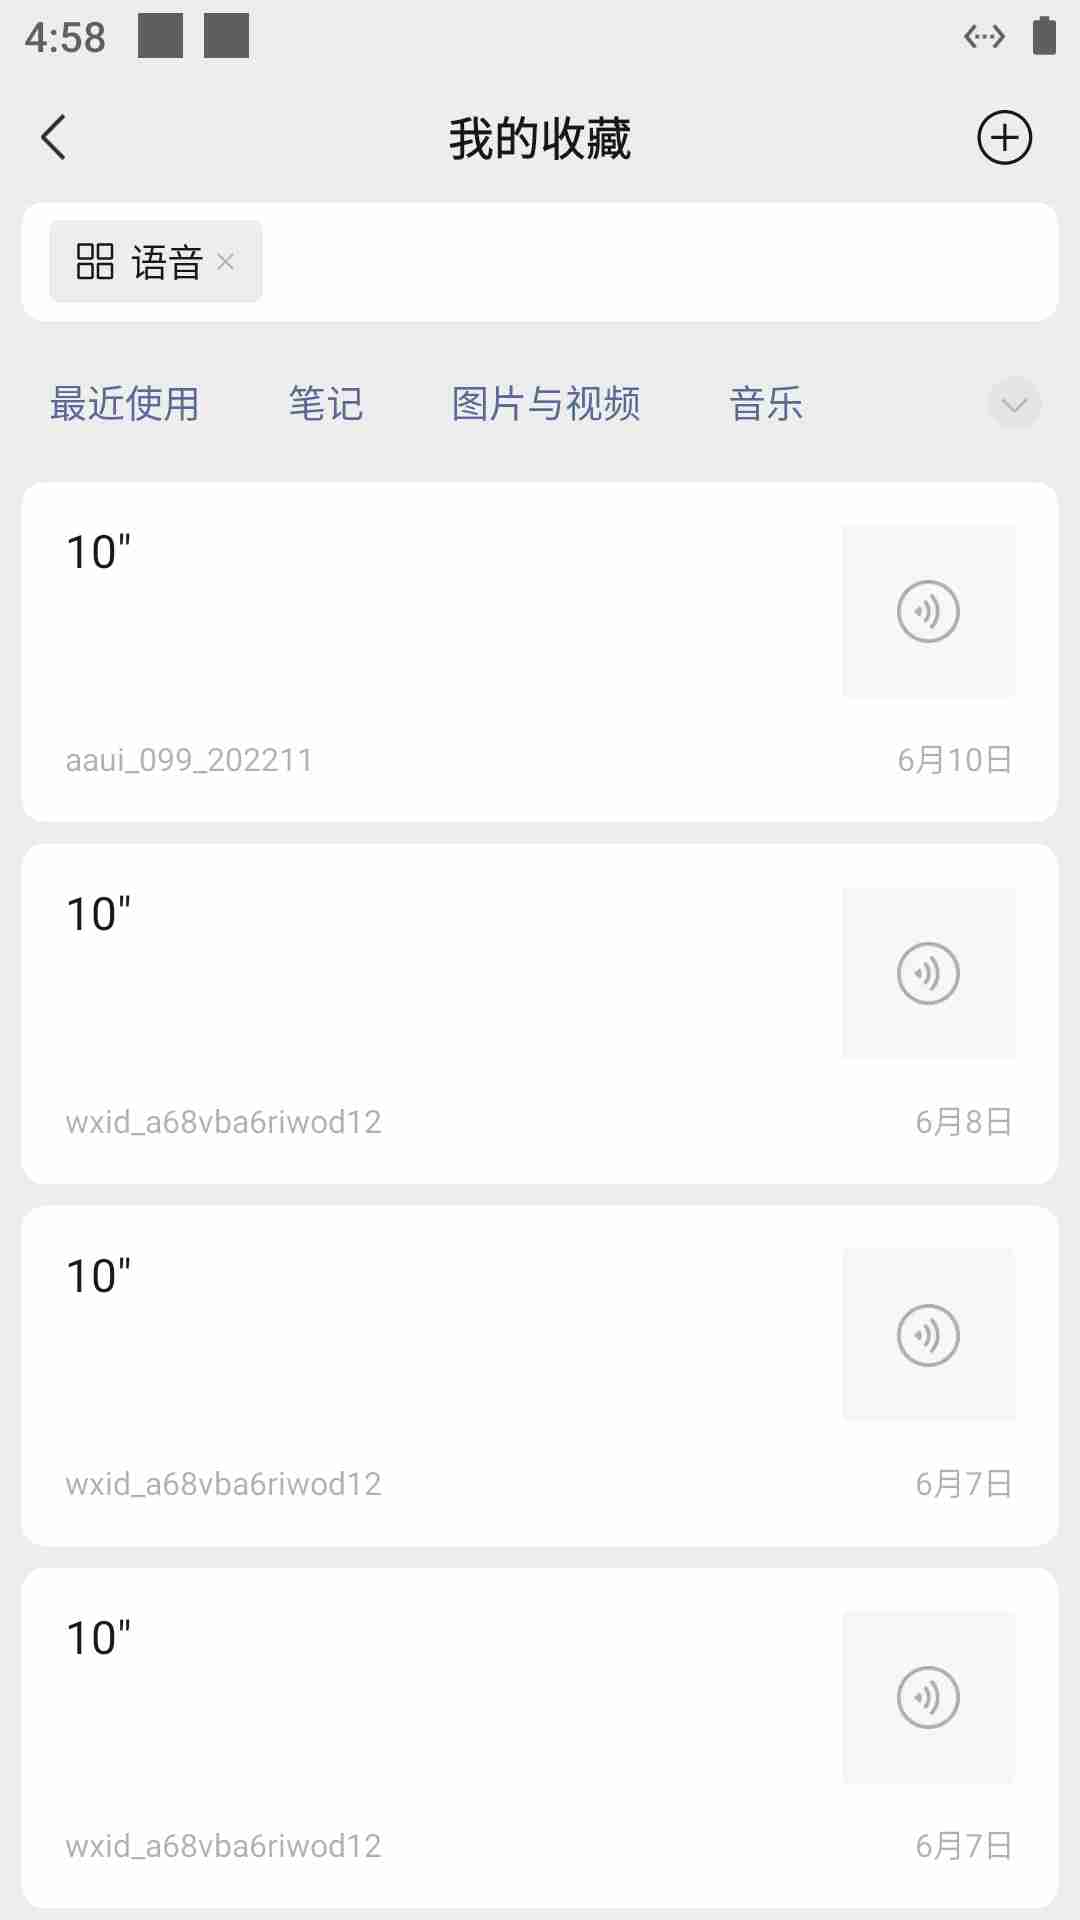 4:58
我的收藏
语音
最近使用 笔记 图片与视频 音乐
10"
aaui_099_202211 6月10日
10"
wxid_a68vba6riwod12 6月8日
10"
wxid_a68vba6riwod12 6月7日
10"
wxid_a68vba6riwod12 6月7日